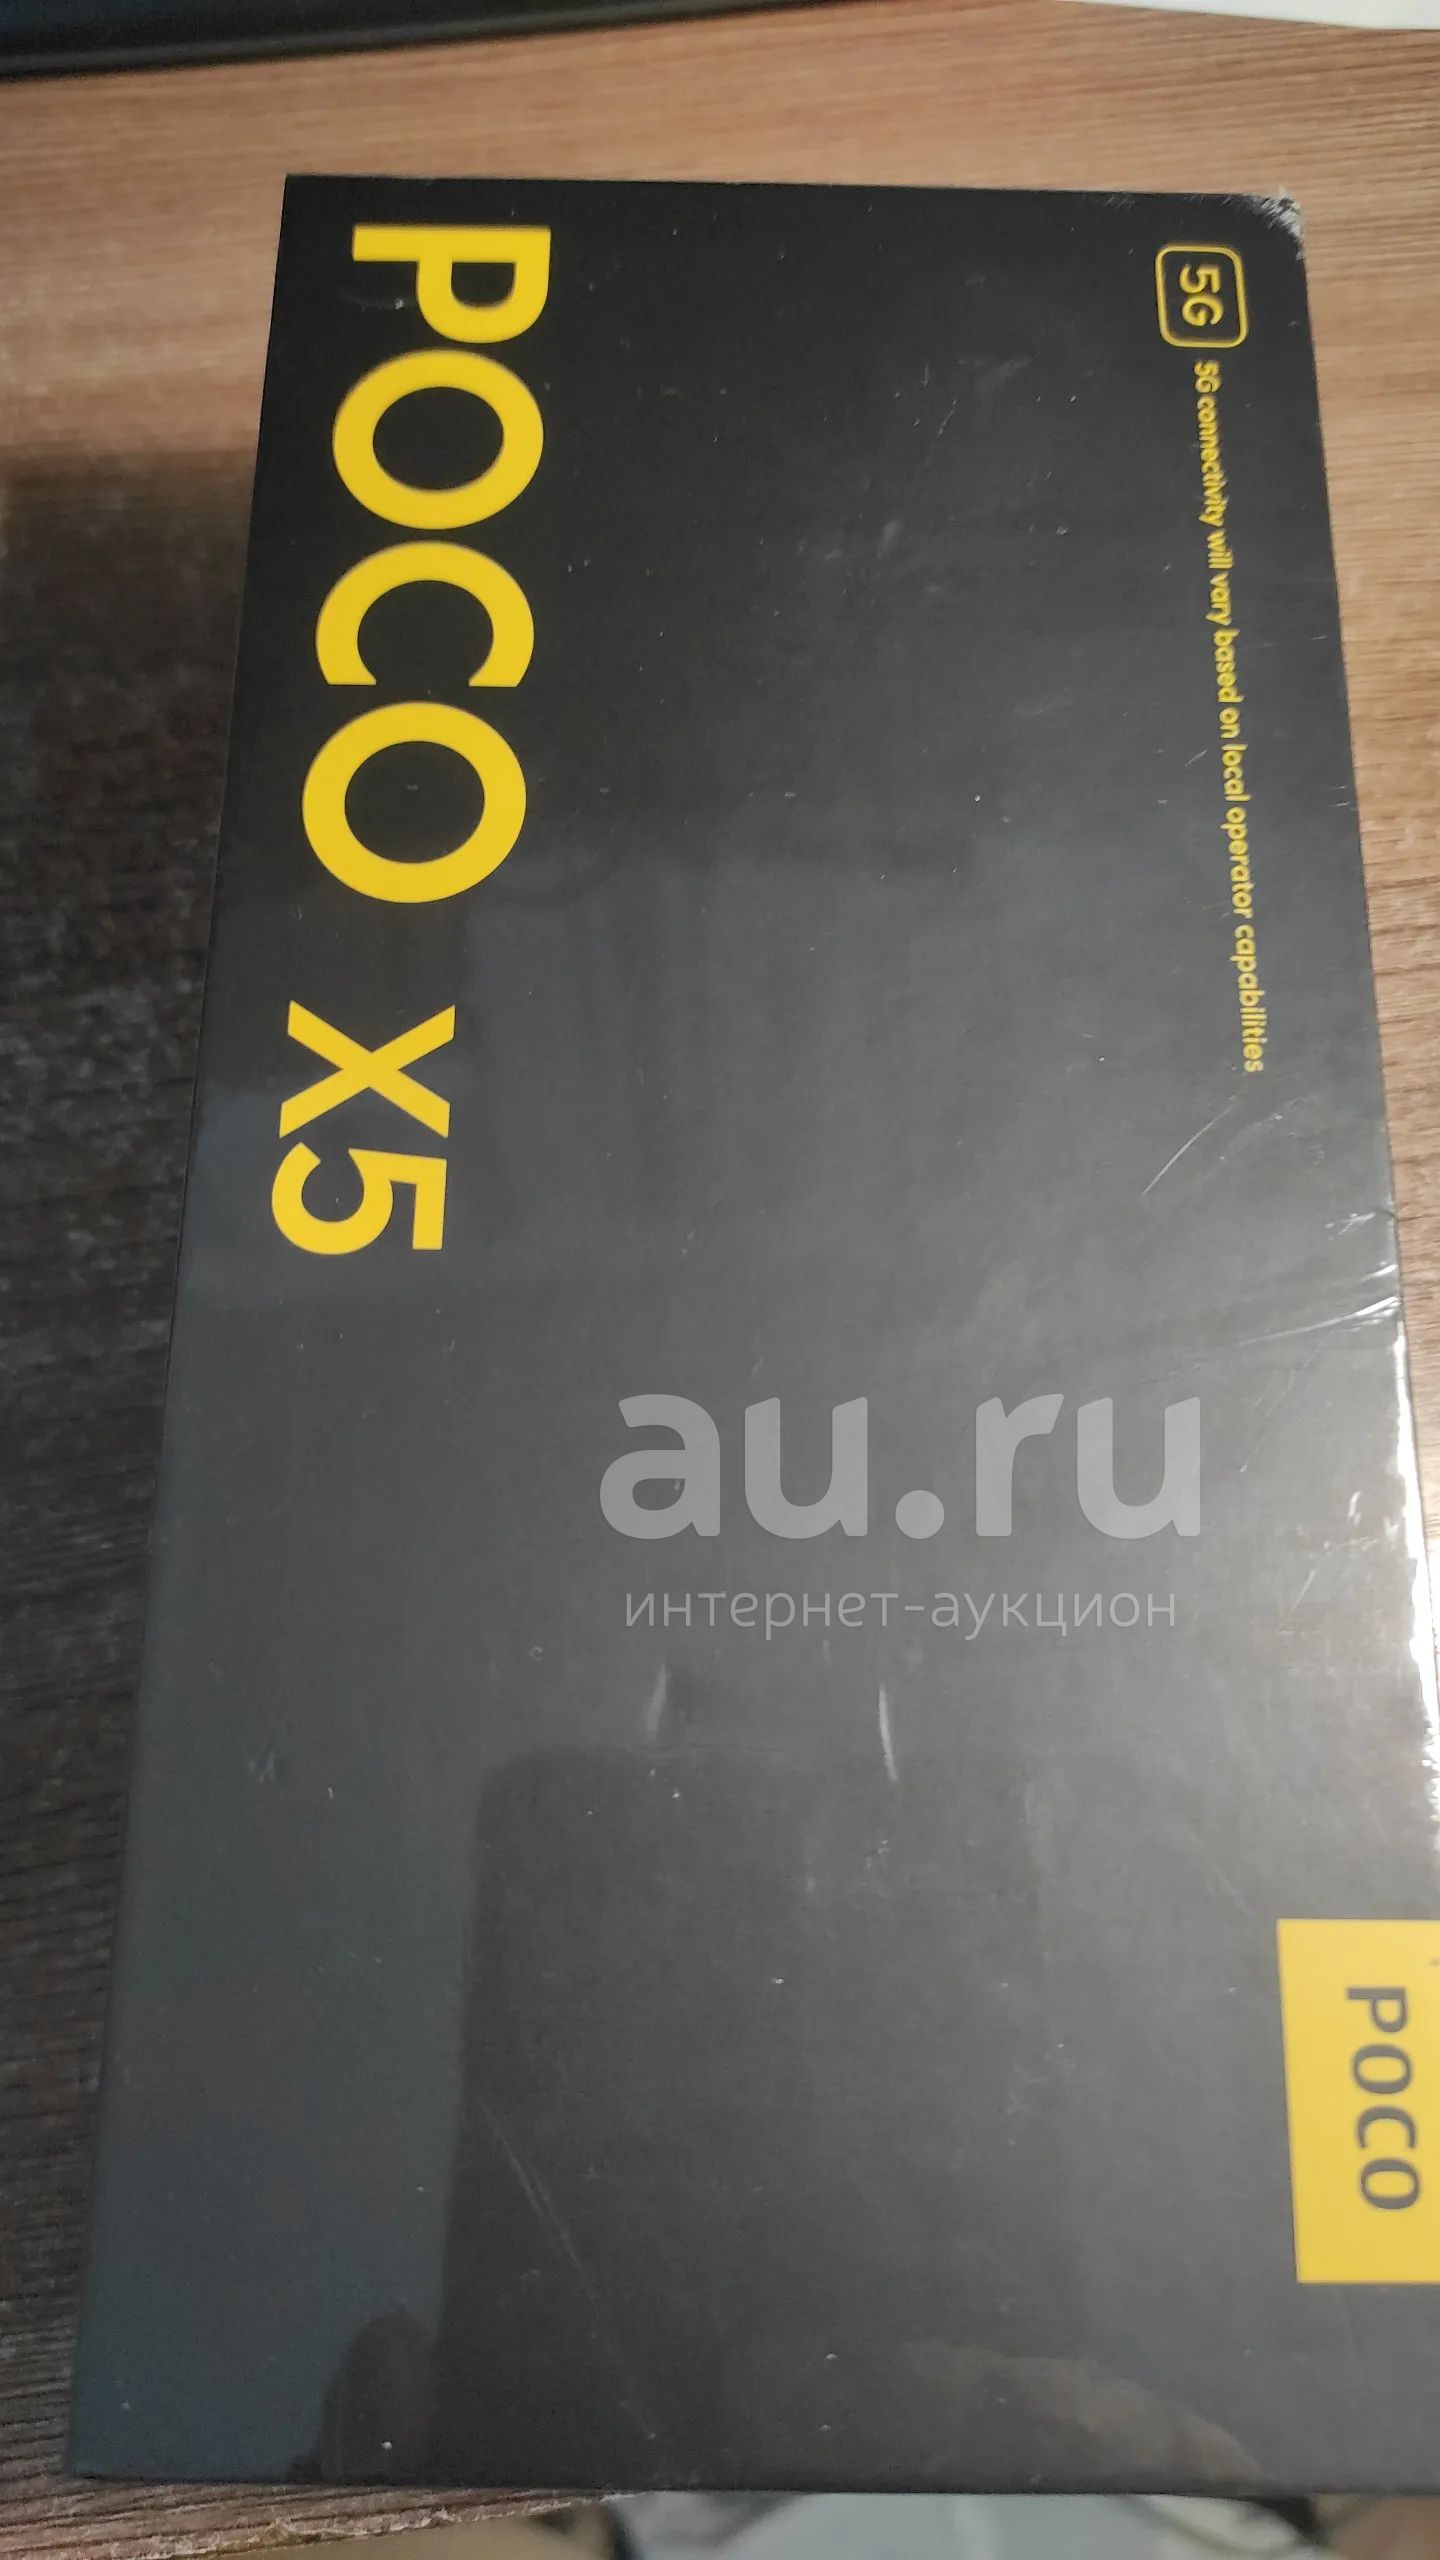 5G
5G connectivity will vary based on local operator capabilities
POCO X5
POCO
au.ru
интернет-аукцион